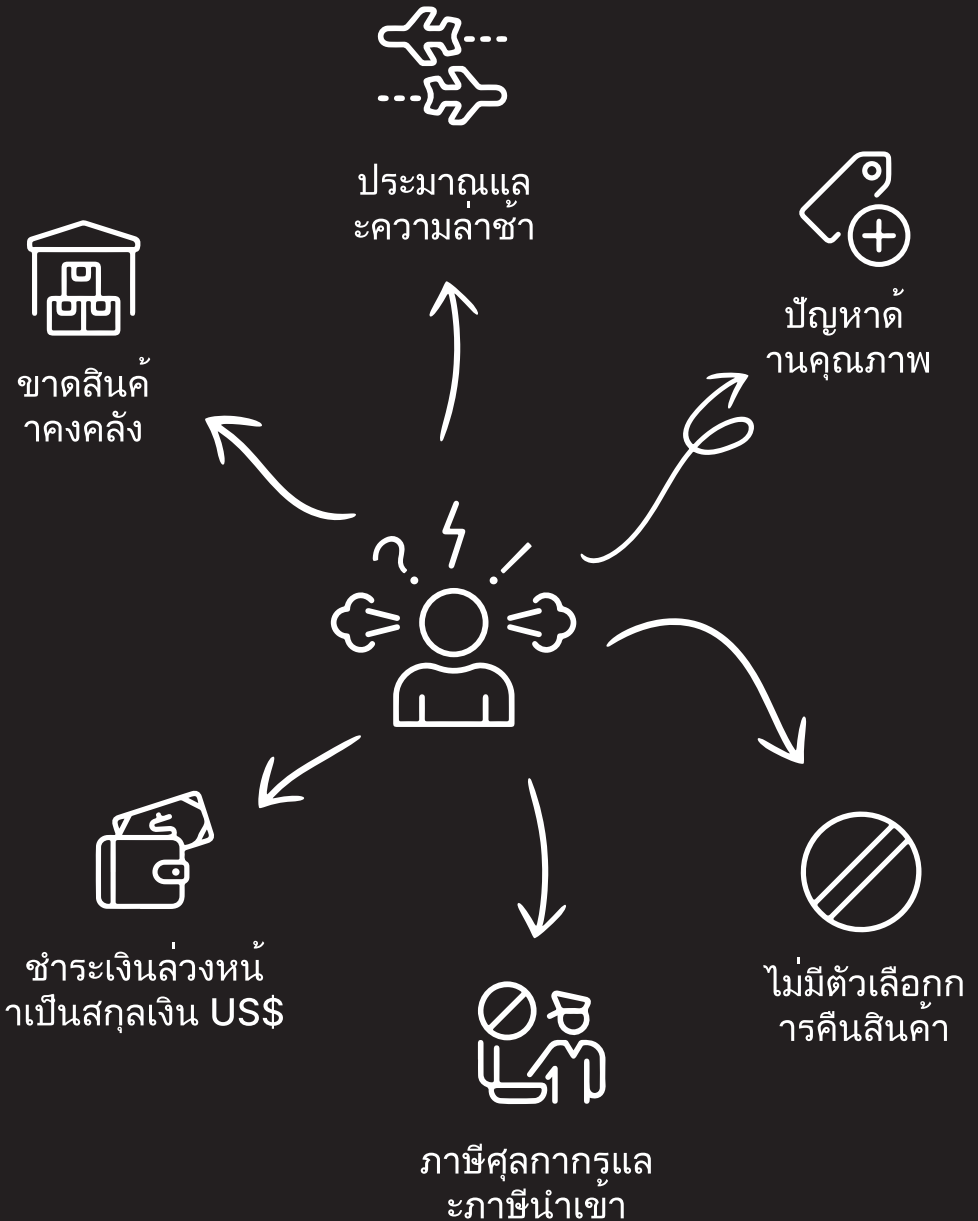 ประมาณแล
ะความล่าช้า
ปัญหาด้
านคุณภาพ
ขาดสินค้
าคงคลัง
ชำระเงินล่วงหน้
าเป็นสกุลเงิน US$
ไม่มีตัวเลือกก
ารคืนสินค้า
ภาษีศุลกากรแล
ะภาษีนำเข้า